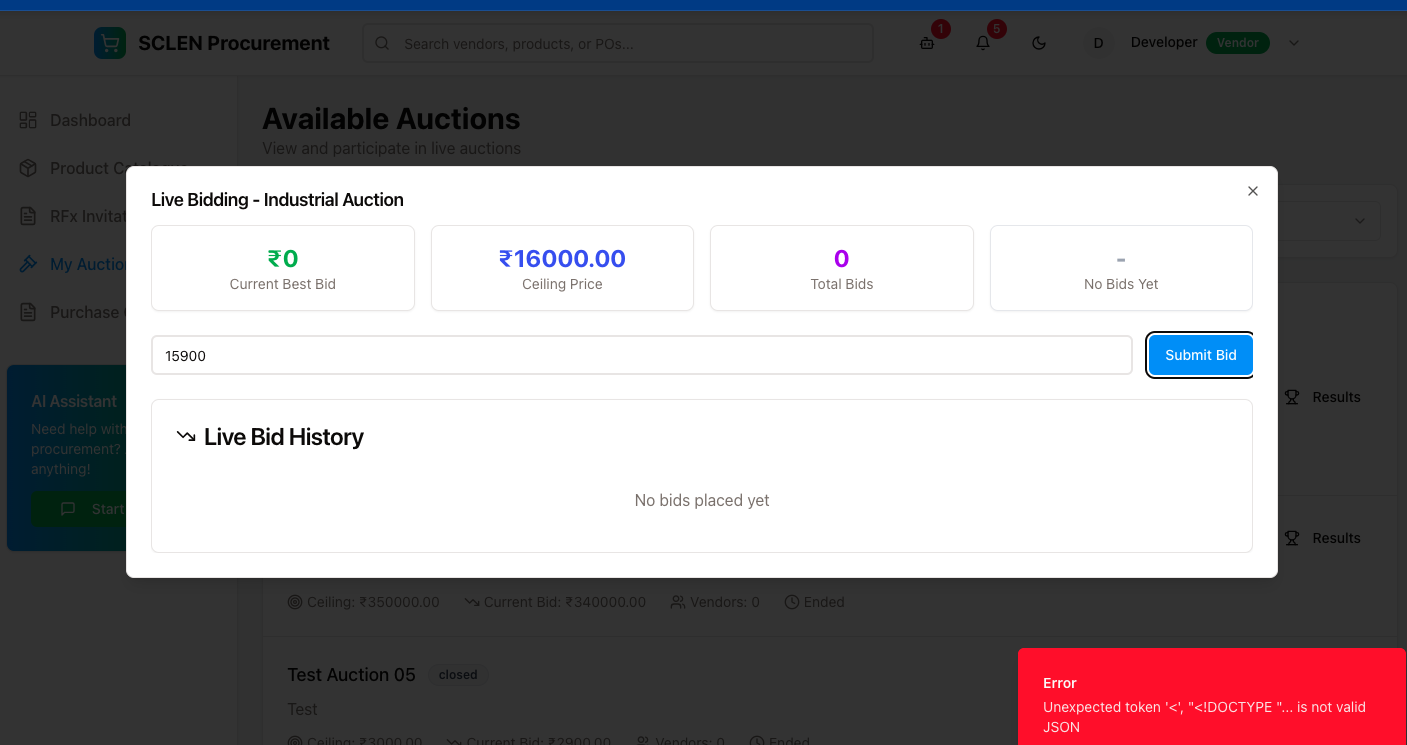 SCLEN Procurement
Search vendors, products, or POs...
1
5
D
Developer
Vendor
Dashboard
Product Catalogue
RFx Invitat
My Auctio
Purchase
AI Assistant
Need help with
procurement?
anything!
Start
Available Auctions
View and participate in live auctions
Live Bidding - Industrial Auction
₹0
Current Best Bid
₹16000.00
Ceiling Price
0
Total Bids
-
No Bids Yet
15900
Submit Bid
Live Bid History
No bids placed yet
Results
Results
Ceiling: ₹350000.00
Current Bid: ₹340000.00
Vendors: 0
Ended
Test Auction 05
closed
Test
Ceiling: ₹3000.00
Current Bid: ₹2900.00
Vendors: 0
Ended
Error
Unexpected token '<', "<!DOCTYPE "... is not valid
JSON